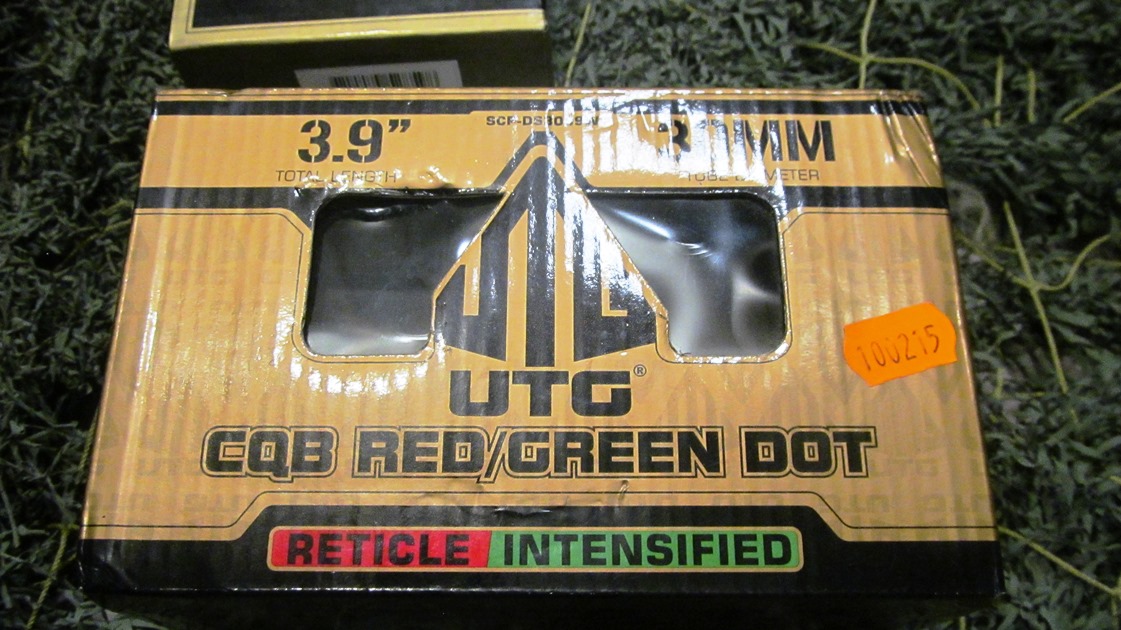 3.9”
TOTAL LENGTH
MM
UTG®
CQB RED/GREEN DOT
RETICLE INTENSIFIED
100215